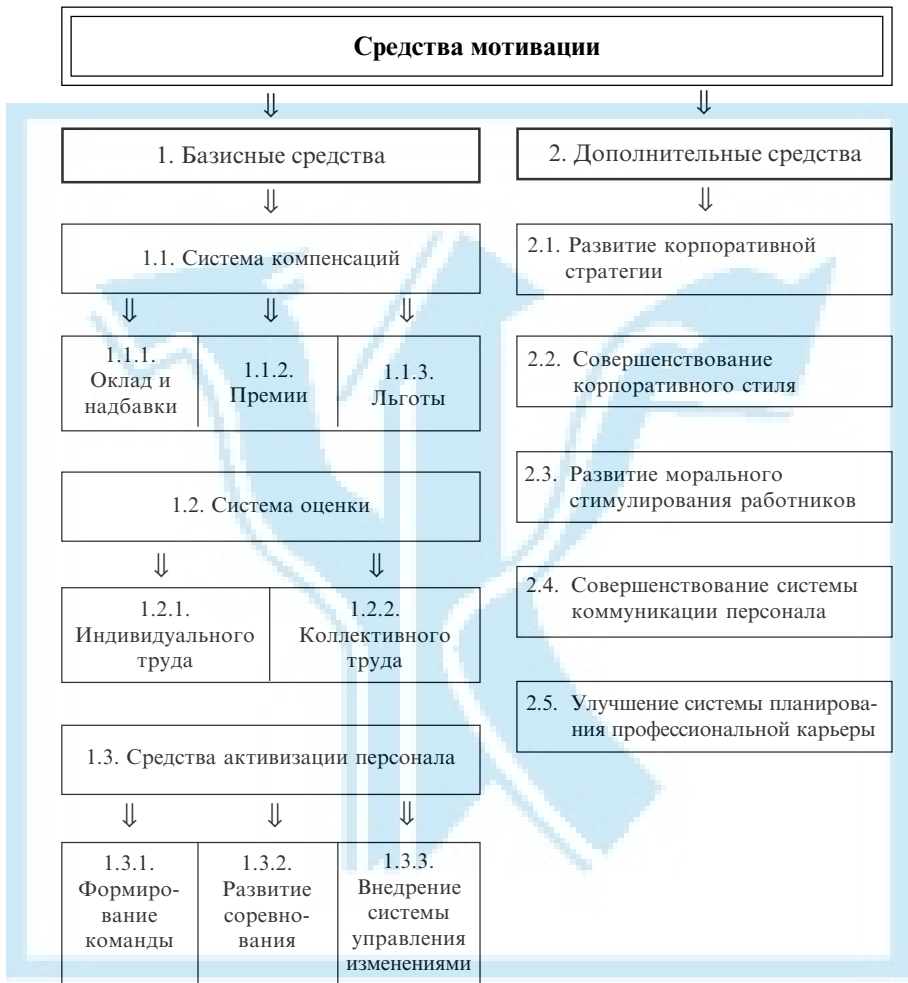 Средства мотивации
1. Базисные средства
1.1. Система компенсаций
1.1.1.
Оклад и
надбавки
1.1.2.
Премии
1.1.3.
Льготы
1.2. Система оценки
1.2.1.
Индивидуального
труда
1.2.2.
Коллективного
труда
1.3. Средства активизации персонала
1.3.1.
Формиро-
вание
команды
1.3.2.
Развитие
соревно-
вания
1.3.3.
Внедрение
системы
управления
изменениями
2. Дополнительные средства
2.1. Развитие корпоративной
стратегии
2.2. Совершенствование
корпоративного стиля
2.3. Развитие морального
стимулирования работников
2.4. Совершенствование системы
коммуникации персонала
2.5. Улучшение системы планирова-
ния профессиональной карьеры